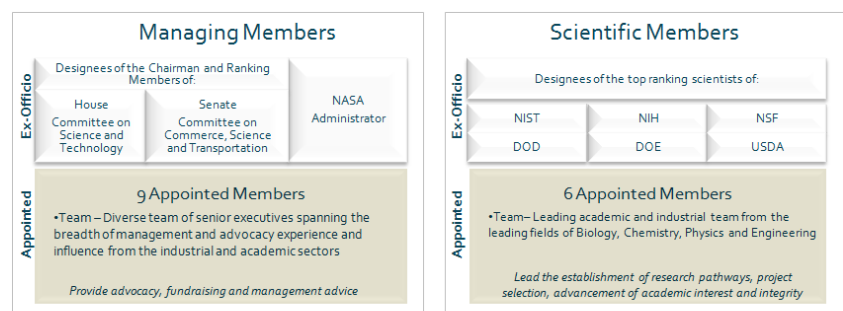 Managing Members
Ex-Officio
Designees of the Chairman and Ranking
Members of:
House
Committee on
Science and
Technology
Senate
Committee on
Commerce, Science
and Transportation
NASA
Administrator
Appointed
9 Appointed Members
•Team – Diverse team of senior executives spanning the
breadth of management and advocacy experience and
influence from the industrial and academic sectors
Provide advocacy, fundraising and management advice
Scientific Members
Ex-Officio
Designees of the top ranking scientists of:
NIST
NIH
NSF
DOD
DOE
USDA
Appointed
6 Appointed Members
•Team– Leading academic and industrial team from the
leading fields of Biology, Chemistry, Physics and Engineering
Lead the establishment of research pathways, project
selection, advancement of academic interest and integrity